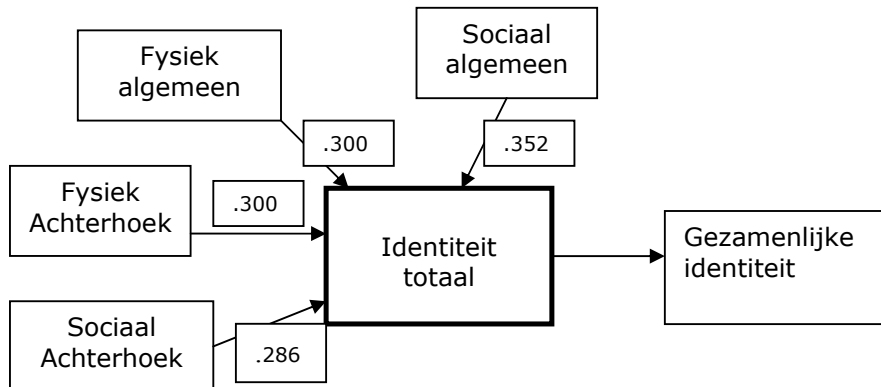 Fysiek
algemeen
Sociaal
algemeen
.300
.352
Fysiek
Achterhoek
.300
Identiteit
totaal
Gezamenlijke
identiteit
Sociaal
Achterhoek
.286